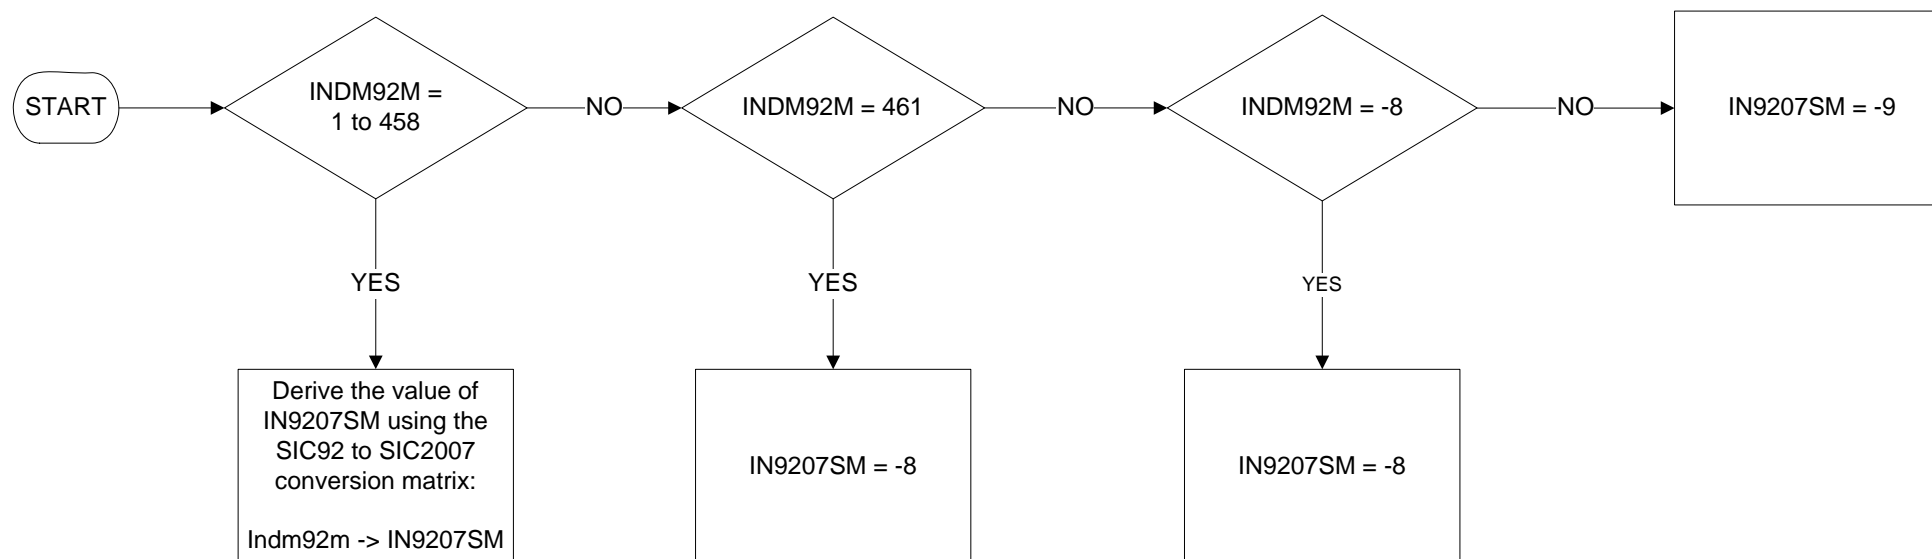 START
INDM92M =
1 to 458
NO
INDM92M = 461
NO
INDM92M = -8
NO
IN9207SM = -9
YES
YES
YES
Derive the value of
IN9207SM using the
SIC92 to SIC2007
conversion matrix:
Indm92m -> IN9207SM
IN9207SM = -8
IN9207SM = -8